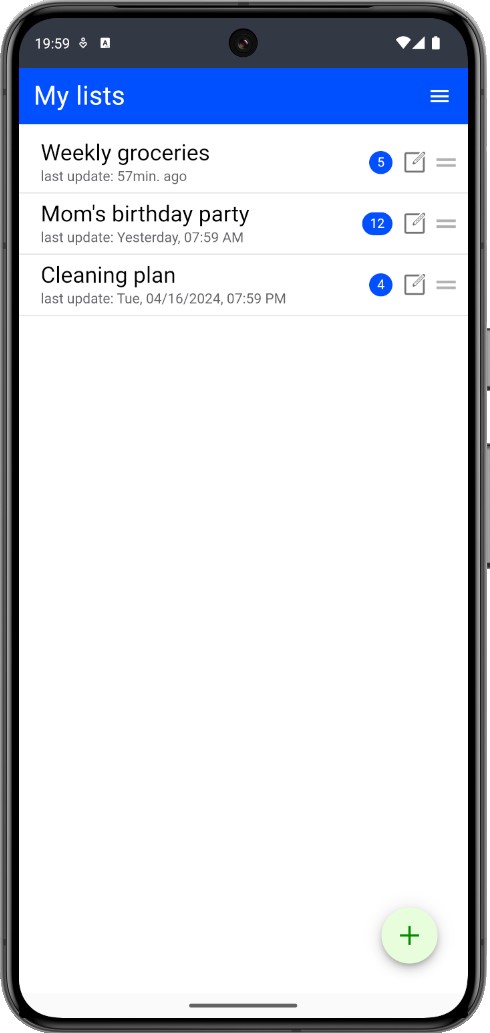 19:59
My lists
Weekly groceries
last update: 57min. ago
5
Mom's birthday party
last update: Yesterday, 07:59 AM
12
Cleaning plan
last update: Tue, 04/16/2024, 07:59 PM
4